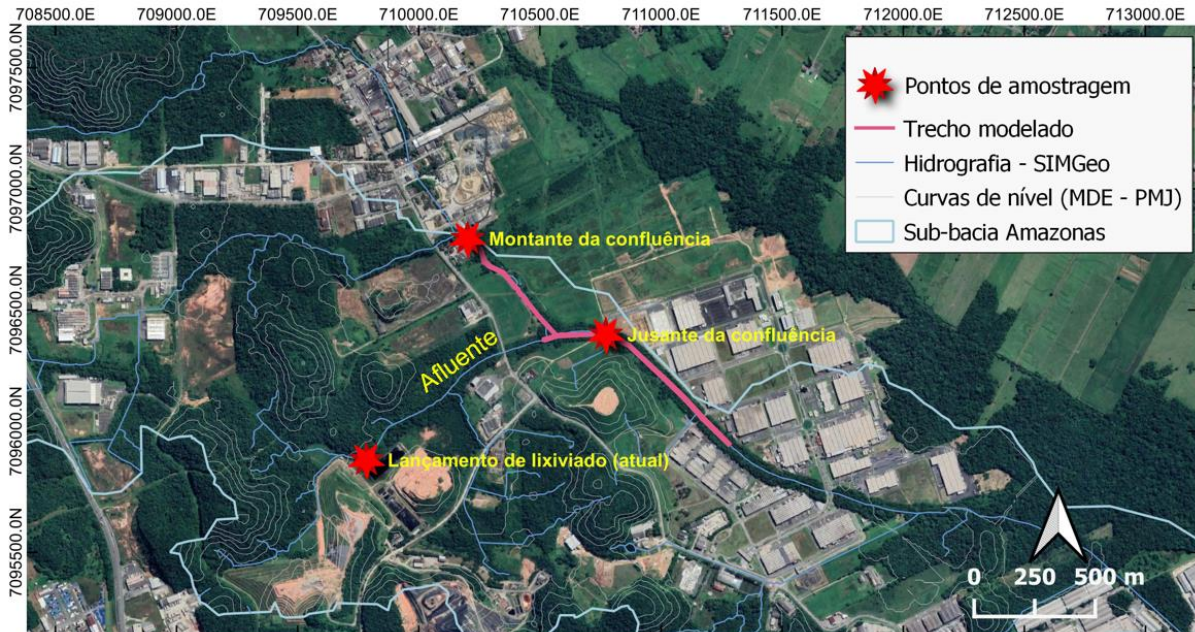 708500.0E 709000.0E 709500.0E 710000.0E 710500.0E 711000.0E 711500.0E 712000.0E 712500.0E 713000.0E
7097500.0N
7097000.0N
7096500.0N
7096000.0N
7095500.0N
Pontos de amostragem
Trecho modelado
Hidrografia - SIMGeo
Curvas de nível (MDE - PMJ)
Sub-bacia Amazonas
Montante da confluência
Jusante da confluência
Afluente
Lançamento de lixiviado (atual)
0 250 500 m